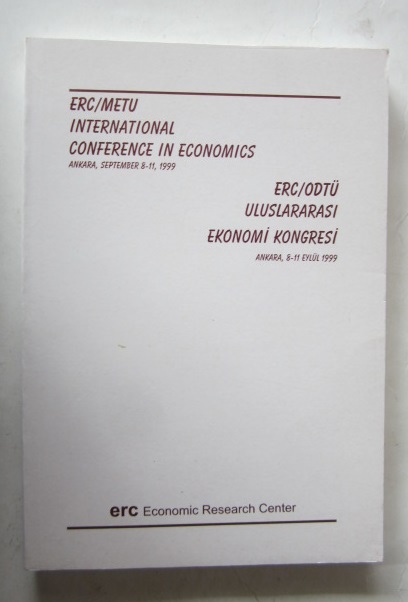 ERC/METU
INTERNATIONAL
CONFERENCE IN ECONOMICS
ANKARA, SEPTEMBER 8-11, 1999
ERC/ODTÜ
ULUSLARARASI
EKONOMİ KONGRESİ
ANKARA, 8-11 EYLÜL 1999
erc Economic Research Center